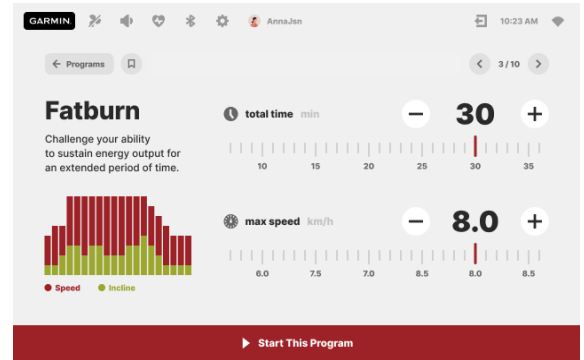 GARMIN.
AnnaJsn
10:23 AM
← Programs
3 / 10
Fatburn
Challenge your ability
to sustain energy output for
an extended period of time.
Speed
Incline
total time min
30
10 15 20 25 30 35
max speed km/h
8.0
6.0 7.5 7.0 8.5 8.0 8.5
Start This Program